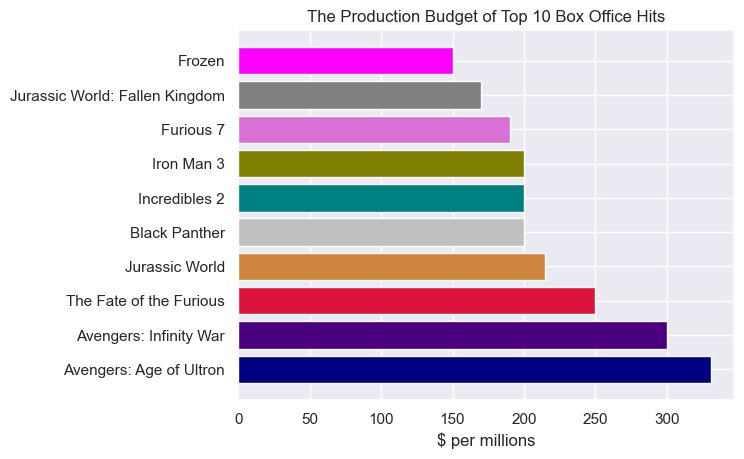 The Production Budget of Top 10 Box Office Hits
Frozen
Jurassic World: Fallen Kingdom
Furious 7
Iron Man 3
Incredibles 2
Black Panther
Jurassic World
The Fate of the Furious
Avengers: Infinity War
Avengers: Age of Ultron
0 50 100 150 200 250 300
$ per millions